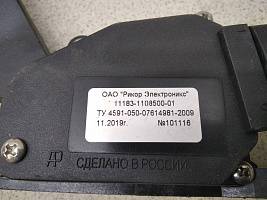 ОАО "Рикор Электроникс"
11183-1108500-01
ТУ 4591-050-07614981-2009
11.2019г. №101116
СДЕЛАНО В РОССИИ